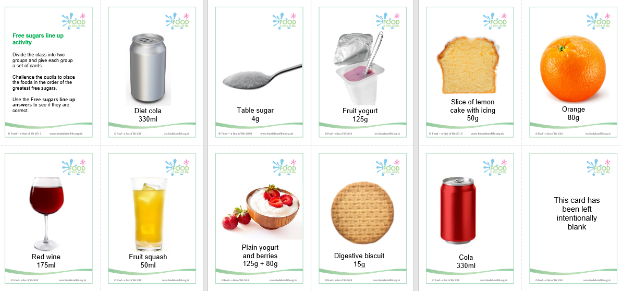 Free sugars line up
activity
Divide the class into two
groups and give each group
a set of cards.
Challenge the pupils to place
the foods in the order of the
greatest free sugars.
Use the Free sugars line up
answers to see if they are
correct.
Diet cola
330ml
Table sugar
4g
Fruit yogurt
125g
Slice of lemon
cake with icing
50g
Orange
80g
Red wine
175ml
Fruit squash
50ml
Plain yogurt
and berries
125g + 80g
Digestive biscuit
15g
Cola
330ml
This card has
been left
intentionally
blank